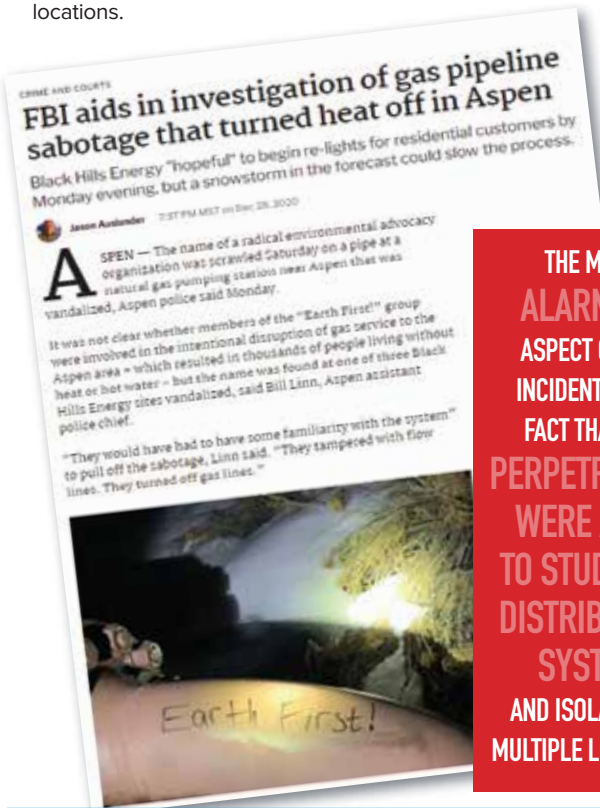 locations.
CRIME AND COURTS
FBI aids in investigation of gas pipeline
sabotage that turned heat off in Aspen
Black Hills Energy "hopeful" to begin re-lights for residential customers by
Monday evening, but a snowstorm in the forecast could slow the process.
Jason Auslander 7:37 PM MST on Dec 28, 2020
ASPEN — The name of a radical environmental advocacy
organization was scrawled Saturday on a pipe at a
natural gas pumping station near Aspen that was
vandalized, Aspen police said Monday.
It was not clear whether members of the "Earth First!" group
were involved in the intentional disruption of gas service to the
Aspen area – which resulted in thousands of people living without
heat or hot water – but the name was found at one of three Black
Hills Energy sites vandalized, said Bill Linn, Aspen assistant
police chief.
"They would have had to have some familiarity with the system"
to pull off the sabotage, Linn said. "They tampered with flow
lines. They turned off gas lines."
Earth First!
THE M
ALARM
ASPECT
INCIDENT
FACT THA
PERPETR
WERE
TO STUD
DISTRIB
SYST
AND ISOLA
MULTIPLE L